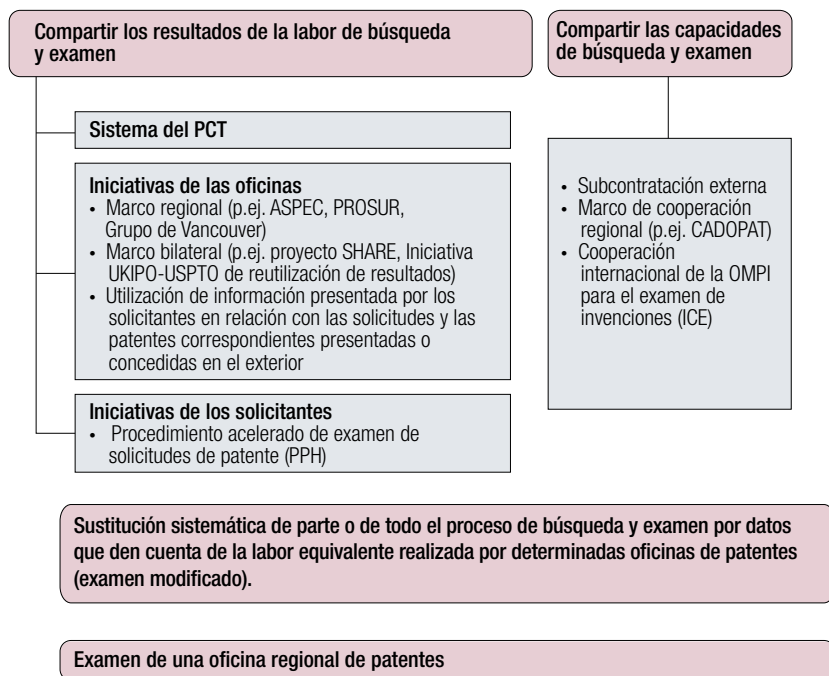 Compartir los resultados de la labor de búsqueda
y examen
Sistema del PCT
Iniciativas de las oficinas
• Marco regional (p.ej. ASPEC, PROSUR,
Grupo de Vancouver)
• Marco bilateral (p.ej. proyecto SHARE, Iniciativa
UKIPO-USPTO de reutilización de resultados)
• Utilización de información presentada por los
solicitantes en relación con las solicitudes y las
patentes correspondientes presentadas o
concedidas en el exterior
Iniciativas de los solicitantes
• Procedimiento acelerado de examen de
solicitudes de patente (PPH)
Compartir las capacidades
de búsqueda y examen
• Subcontratación externa
• Marco de cooperación
regional (p.ej. CADOPAT)
• Cooperación
internacional de la OMPI
para el examen de
invenciones (ICE)
Sustitución sistemática de parte o de todo el proceso de búsqueda y examen por datos
que den cuenta de la labor equivalente realizada por determinadas oficinas de patentes
(examen modificado).
Examen de una oficina regional de patentes